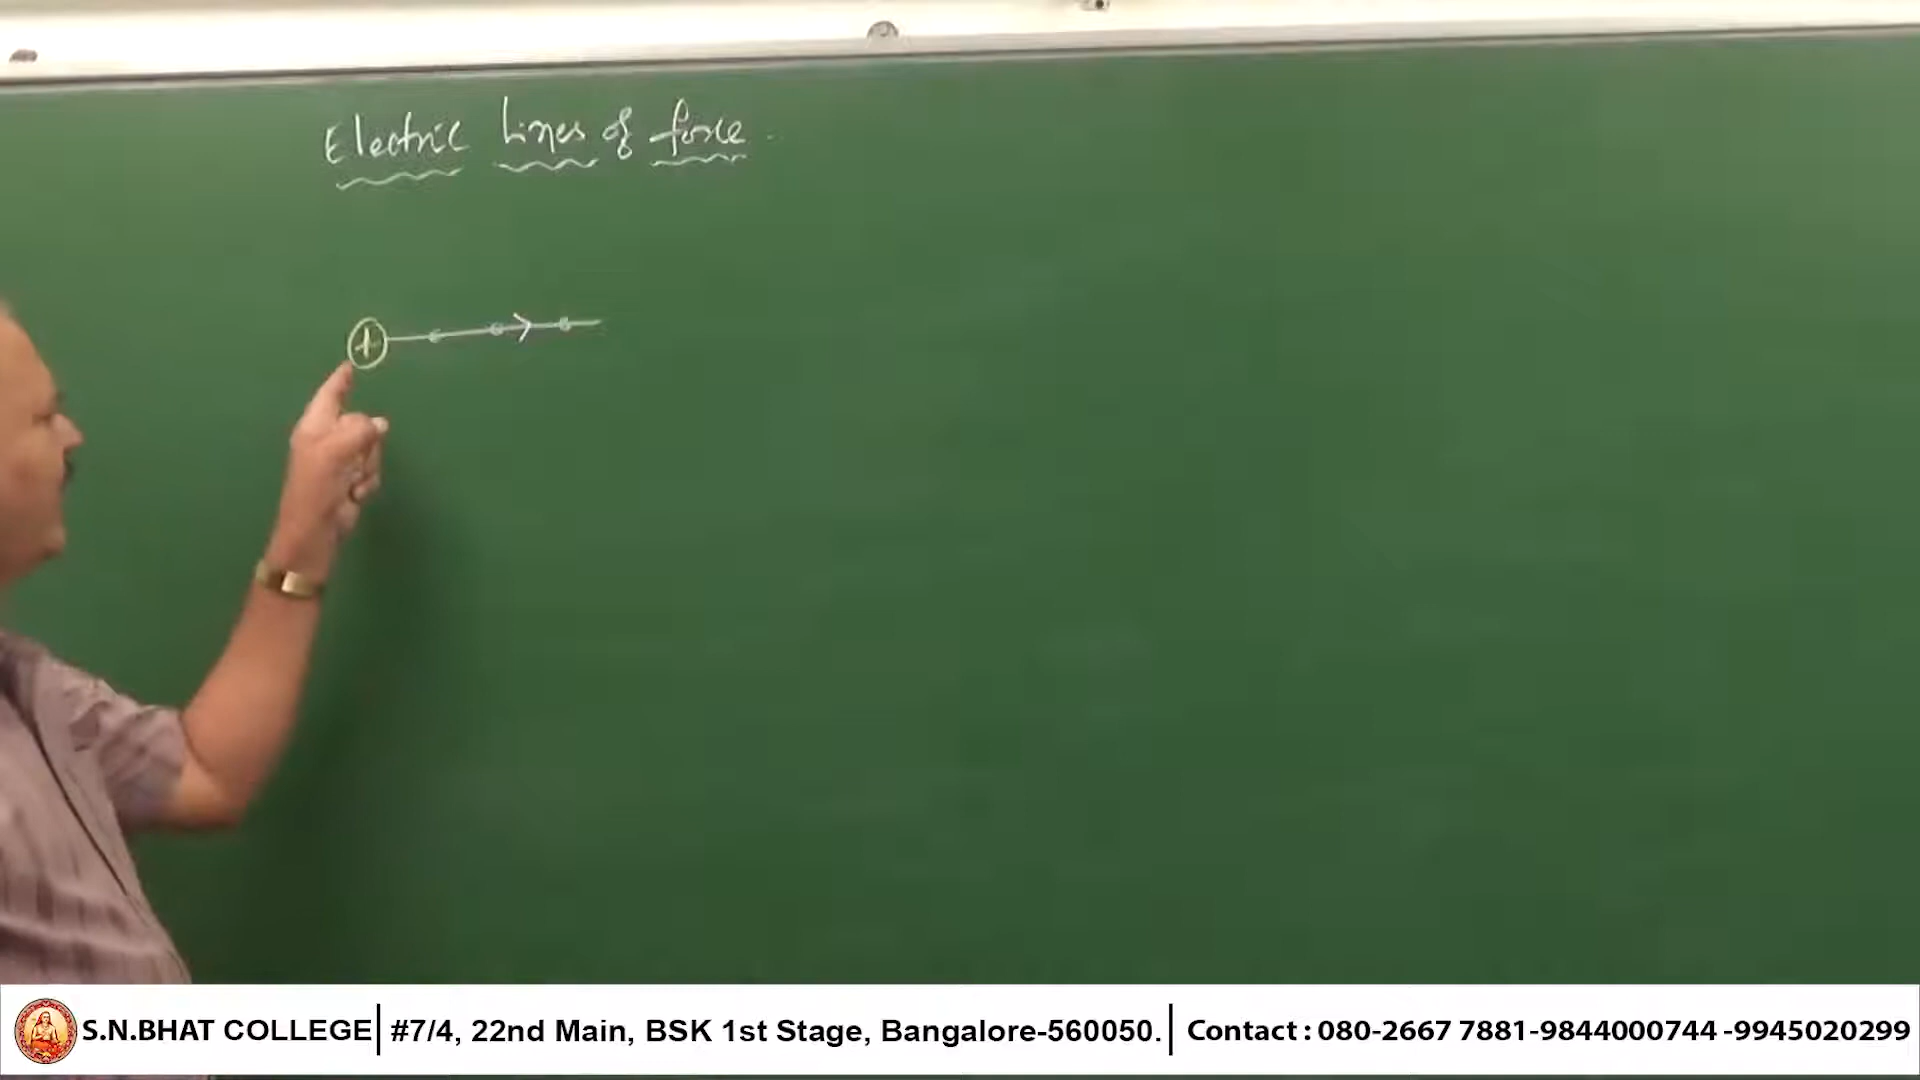 Electric Lines of force.
+
S.N.BHAT COLLEGE | #7/4, 22nd Main, BSK 1st Stage, Bangalore-560050. | Contact : 080-2667 7881-9844000744 -9945020299